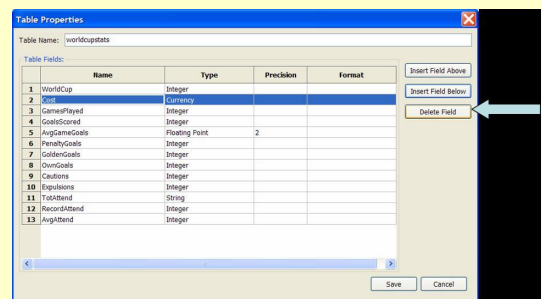 Table Properties
Table Name: worldcupstats
Table Fields:
Name Type Precision Format
1 WorldCup Integer
2 Cost Currency
3 GamesPlayed Integer
4 GoalsScored Integer
5 AvgGameGoals Floating Point 2
6 PenaltyGoals Integer
7 GoldenGoals Integer
8 OwnGoals Integer
9 Cautions Integer
10 Expulsions Integer
11 TotAttend String
12 RecordAttend Integer
13 AvgAttend Integer
Insert Field Above
Insert Field Below
Delete Field
Save Cancel